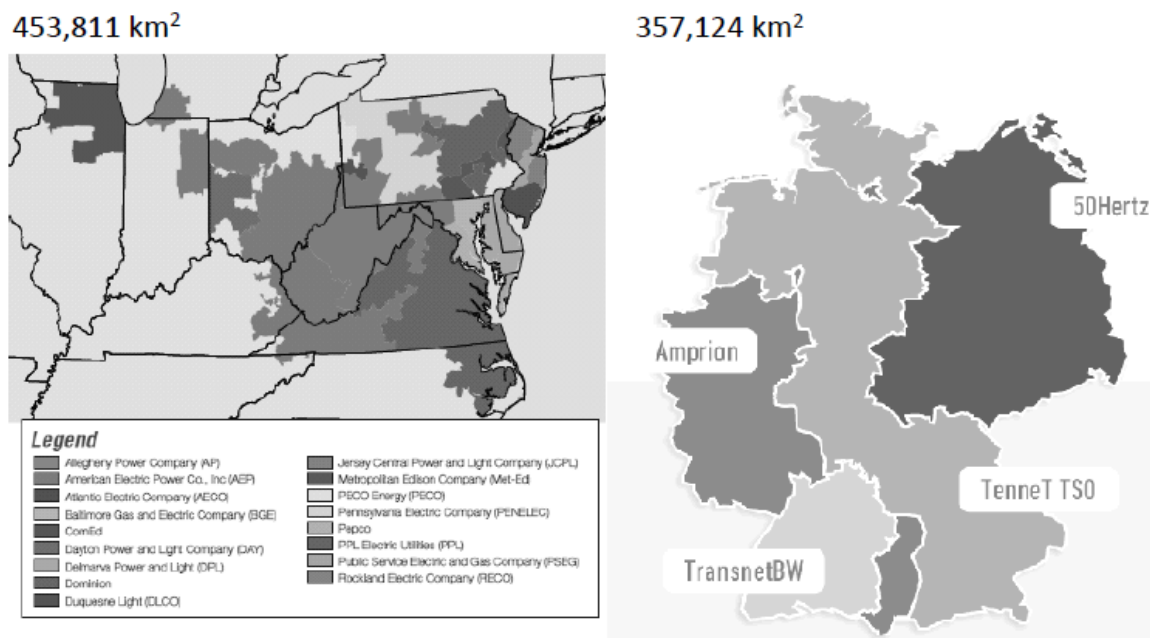 453,811 km²
357,124 km²
50Hertz
Amprion
TenneT TSO
TransnetBW
Legend
Allegheny Power Company (AP)
American Electric Power Co., Inc (AEP)
Atlantic Electric Company (AECO)
Baltimore Gas and Electric Company (BGE)
ComEd
Dayton Power and Light Company (DAY)
Delmarva Power and Light (DPL)
Dominion
Duquesne Light (DLCO)
Jersey Central Power and Light Company (JCPL)
Metropolitan Edison Company (Met-Ed)
PECO Energy (PECO)
Pennsylvania Electric Company (PENELEC)
Pepco
PPL Electric Utilities (PPL)
Public Service Electric and Gas Company (PSEG)
Rockland Electric Company (RECO)